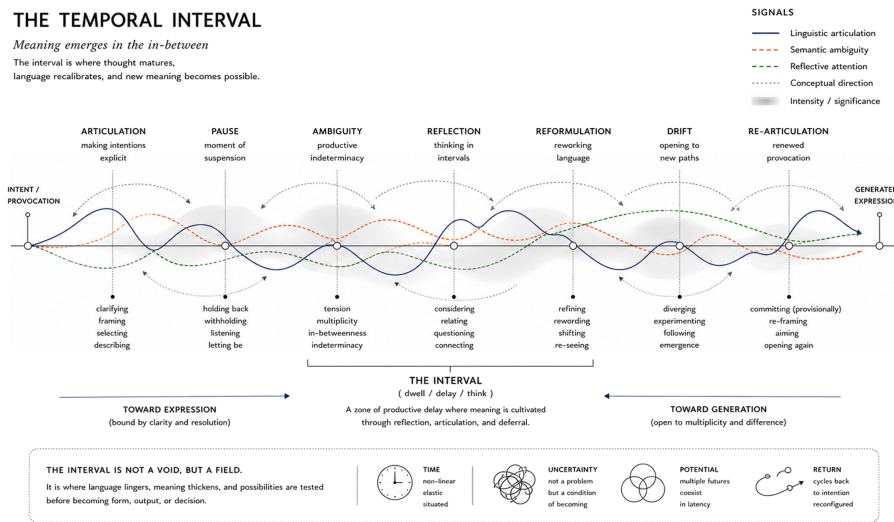 THE TEMPORAL INTERVAL
Meaning emerges in the in-between
The interval is where thought matures,
language recalibrates, and new meaning becomes possible.
SIGNALS
Linguistic articulation
Semantic ambiguity
Reflective attention
Conceptual direction
Intensity / significance
INTENT /
PROVOCATION
ARTICULATION
making intentions
explicit
PAUSE
moment of
suspension
AMBIGUITY
productive
indeterminacy
REFLECTION
thinking in
intervals
REFORMULATION
reworking
language
DRIFT
opening to
new paths
RE-ARTICULATION
renewed
provocation
GENERATED
EXPRESSION
clarifying
framing
selecting
describing
holding back
withholding
listening
letting be
tension
multiplicity
in-betweenness
indeterminacy
considering
relating
questioning
connecting
refining
rewording
shifting
re-seeing
diverging
experimenting
following
emergence
committing (provisionally)
re-framing
aiming
opening again
THE INTERVAL
( dwell / delay / think )
A zone of productive delay where meaning is cultivated
through reflection, articulation, and deferral.
TOWARD EXPRESSION
(bound by clarity and resolution)
TOWARD GENERATION
(open to multiplicity and difference)
THE INTERVAL IS NOT A VOID, BUT A FIELD.
It is where language lingers, meaning thickens, and possibilities are tested
before becoming form, output, or decision.
TIME
non-linear
elastic
situated
UNCERTAINTY
not a problem
but a condition
of becoming
POTENTIAL
multiple futures
coexist
in latency
RETURN
cycles back
to intention
reconfigured